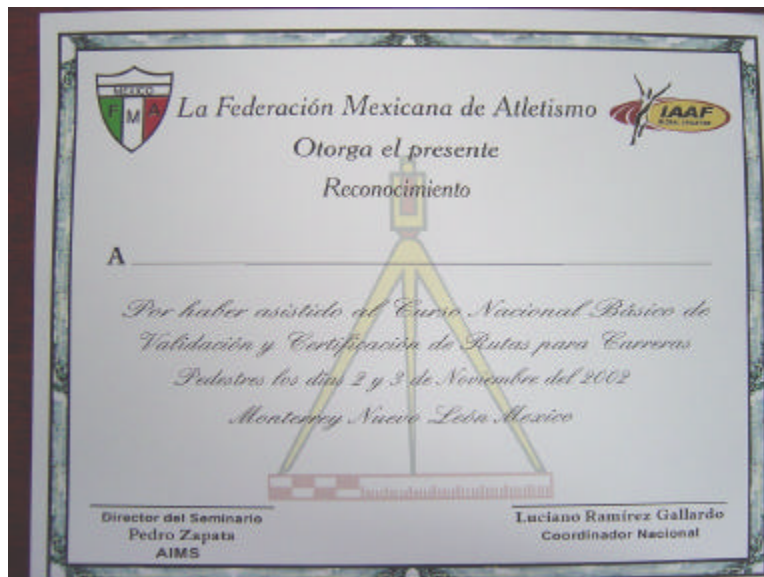 MEXICO
F M A
La Federación Mexicana de Atletismo
IAAF
Otorga el presente
Reconocimiento
A
Por haber asistido al Curso Nacional Básico de
Validación y Certificación de Rutas para Carreras
Pedestres los días 2 y 3 de Noviembre del 2002
Monterrey Nuevo León Mexico
Director del Seminario
Pedro Zapata
AIMS
Luciano Ramírez Gallardo
Coordinador Nacional